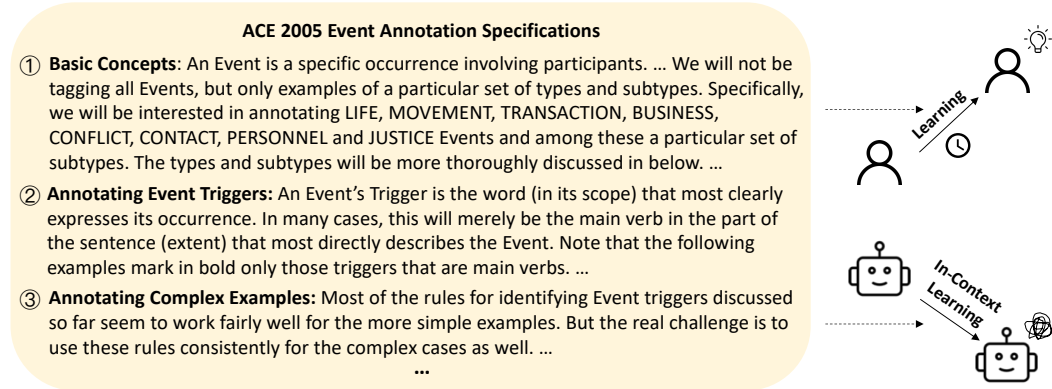 ACE 2005 Event Annotation Specifications
① Basic Concepts: An Event is a specific occurrence involving participants. ... We will not be
tagging all Events, but only examples of a particular set of types and subtypes. Specifically,
we will be interested in annotating LIFE, MOVEMENT, TRANSACTION, BUSINESS,
CONFLICT, CONTACT, PERSONNEL and JUSTICE Events and among these a particular set of
subtypes. The types and subtypes will be more thoroughly discussed in below. ...
② Annotating Event Triggers: An Event's Trigger is the word (in its scope) that most clearly
expresses its occurrence. In many cases, this will merely be the main verb in the part of
the sentence (extent) that most directly describes the Event. Note that the following
examples mark in bold only those triggers that are main verbs. ...
③ Annotating Complex Examples: Most of the rules for identifying Event triggers discussed
so far seem to work fairly well for the more simple examples. But the real challenge is to
use these rules consistently for the complex cases as well. ...
...
Learning
In-Context
Learning